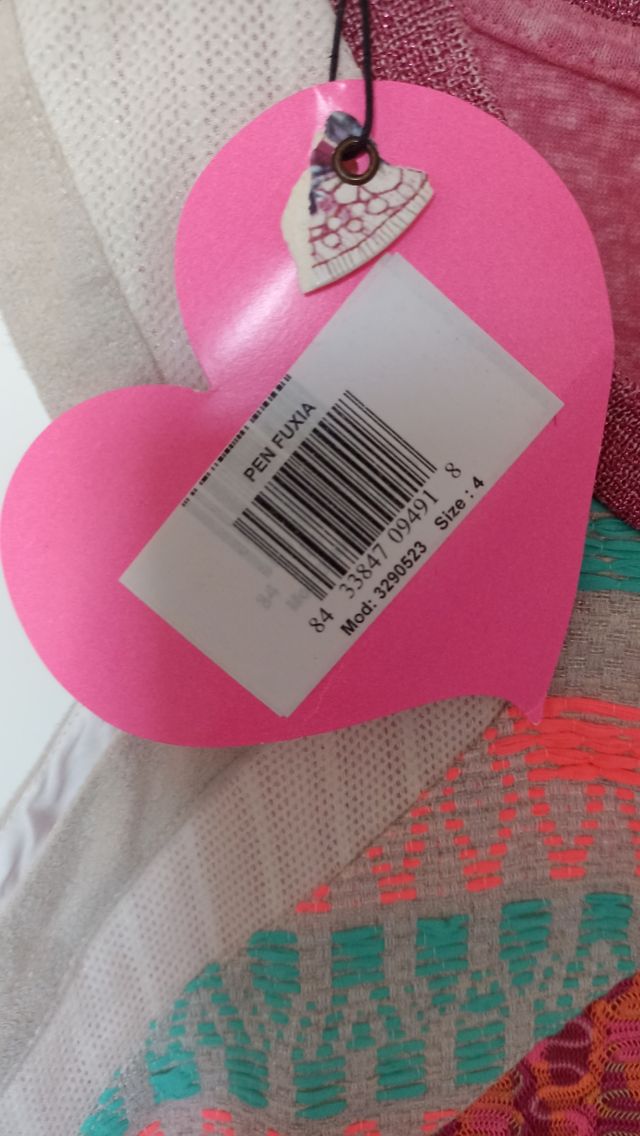 PEN FUXIA
84 33847 09491 8
Mod: 3290523 Size : 4